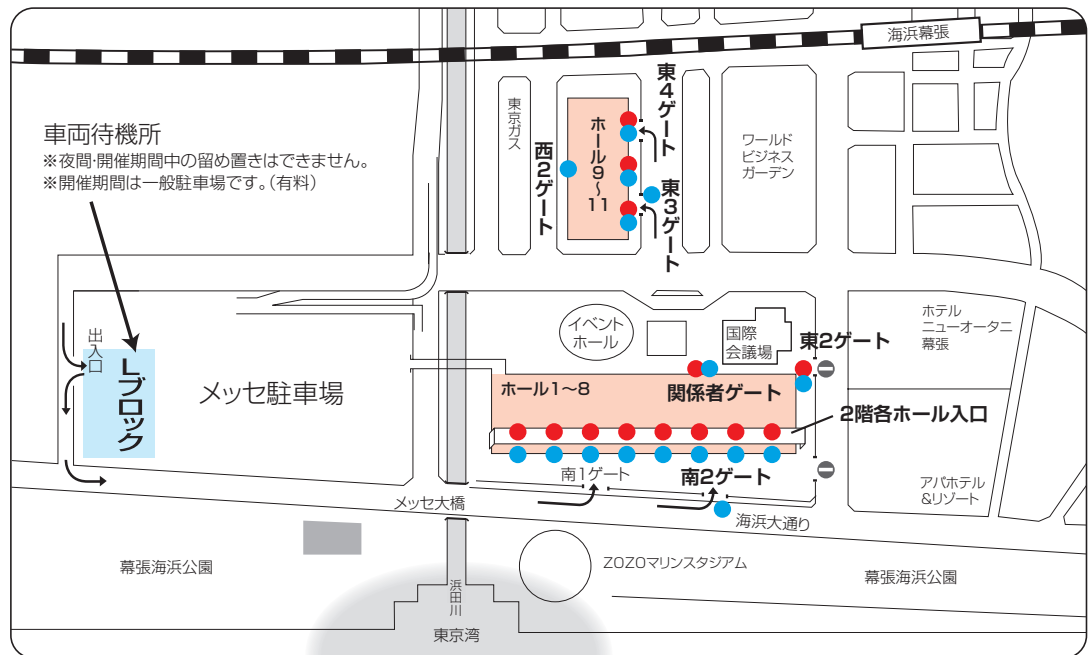 海浜幕張
車両待機所
※夜間・開催期間中の留め置きはできません。
※開催期間は一般駐車場です。(有料)
東京ガス
西2ゲート
ホール9~11
東4ゲート
東3ゲート
ワールド
ビジネス
ガーデン
出入口
Lブロック
メッセ駐車場
イベント
ホール
国際
会議場
東2ゲート
ホテル
ニューオータニ
幕張
ホール1~8
関係者ゲート
2階各ホール入口
南1ゲート
南2ゲート
アパホテル
&リゾート
メッセ大橋
海浜大通り
幕張海浜公園
浜田川
東京湾
ZOZOマリンスタジアム
幕張海浜公園